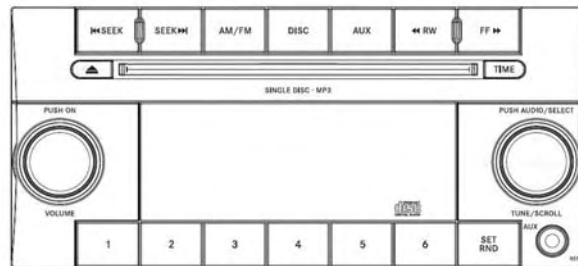 ⏮ SEEK SEEK ⏭ AM/FM DISC AUX ◀◀ RW FF ▶▶
TIME
SINGLE DISC · MP3
PUSH ON PUSH AUDIO/SELECT
disc
VOLUME TUNE/SCROLL
AUX
1 2 3 4 5 6 SET
RND